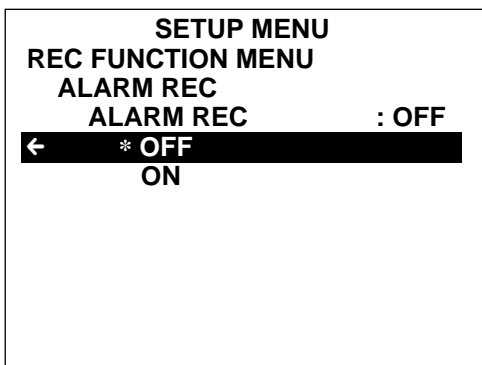 SETUP MENU
REC FUNCTION MENU
ALARM REC
ALARM REC : OFF
← * OFF
ON